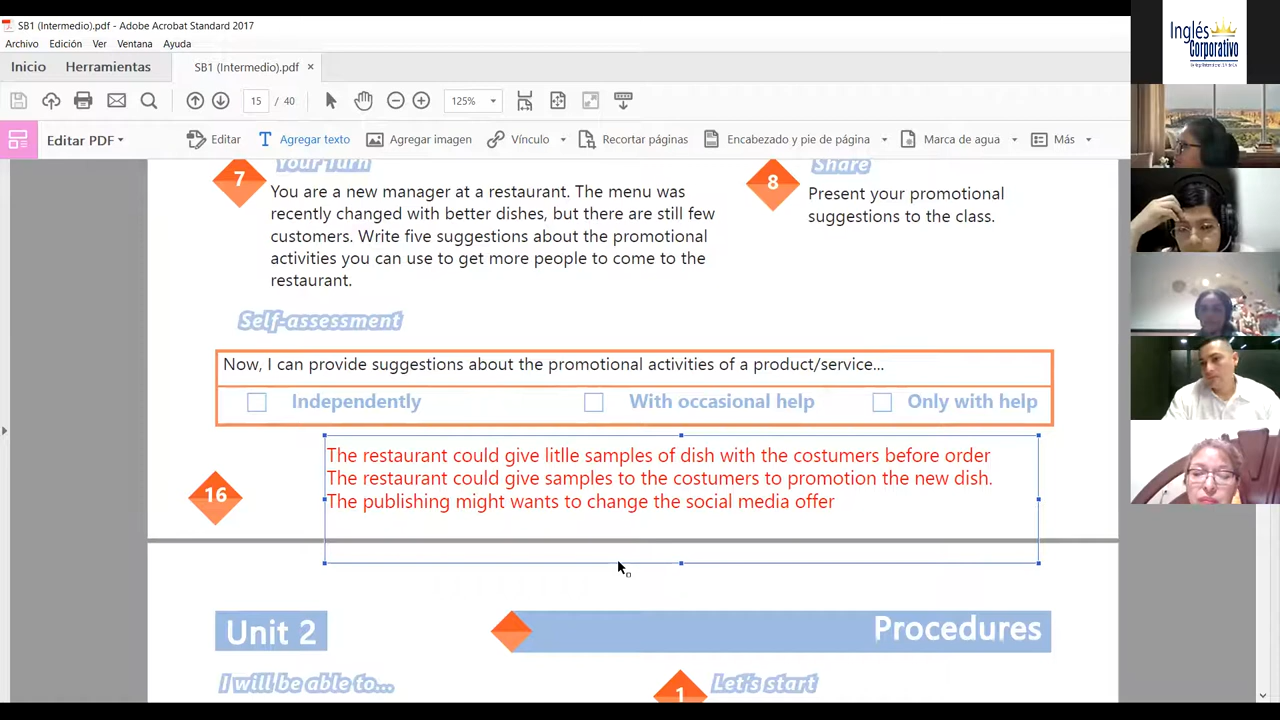 SB1 (Intermedio).pdf - Adobe Acrobat Standard 2017
Archivo Edición Ver Ventana Ayuda
Inicio Herramientas SB1 (Intermedio).pdf ×
15 / 40 125%
Editar PDF Editar Agregar texto Agregar imagen Vínculo Recortar páginas Encabezado y pie de página Marca de agua Más
7 Your Turn
You are a new manager at a restaurant. The menu was
recently changed with better dishes, but there are still few
customers. Write five suggestions about the promotional
activities you can use to get more people to come to the
restaurant.
8 Share
Present your promotional
suggestions to the class.
Self-assessment
Now, I can provide suggestions about the promotional activities of a product/service...
Independently With occasional help Only with help
The restaurant could give litlle samples of dish with the costumers before order
The restaurant could give samples to the costumers to promotion the new dish.
The publishing might wants to change the social media offer
16
Unit 2 Procedures
I will be able to...
1 Let's start
Inglés
Corporativo